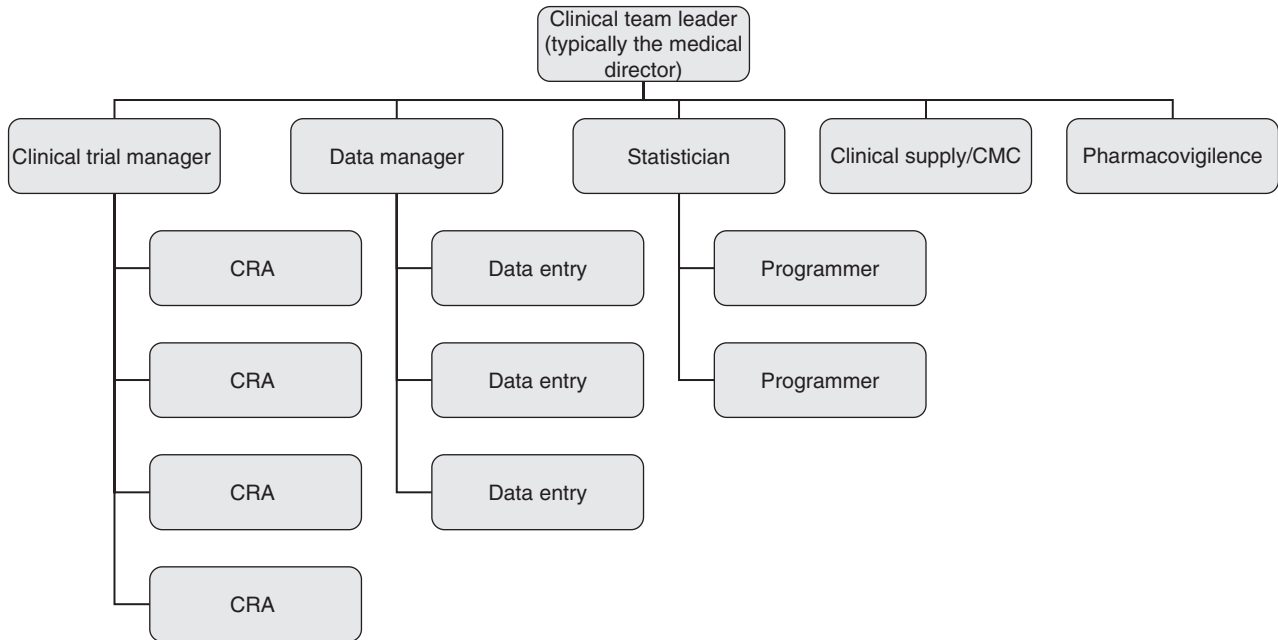 Clinical team leader
(typically the medical
director)
Clinical trial manager
Data manager
Statistician
Clinical supply/CMC
Pharmacovigilence
CRA
Data entry
Programmer
CRA
Data entry
Programmer
CRA
Data entry
CRA